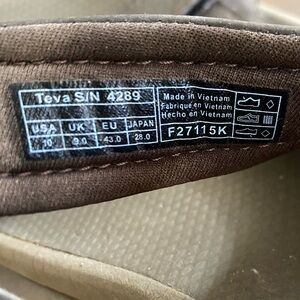 Teva S/N 4289
USA UK EU JAPAN
10 9.0 43.0 28.0
Made in Vietnam
Fabriqué en Vietnam
Hecho en Vietnam
F27115K